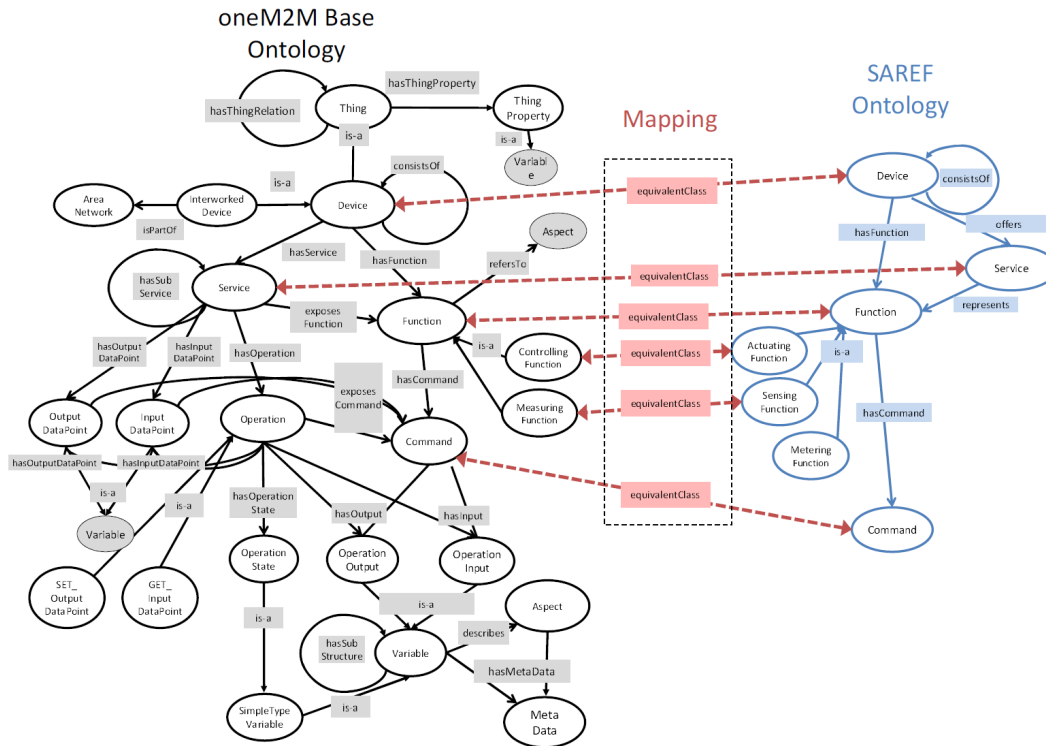 oneM2M Base
Ontology
SAREF
Ontology
Mapping
hasThingProperty
hasThingRelation
Thing
Thing
Property
is-a
is-a
Variabl
e
consistsOf
is-a
Area
Network
Interworked
Device
Device
isPartOf
equivalentClass
Device
consistsOf
Aspect
hasService
hasFunction
refersTo
hasFunction
offers
hasSub
Service
Service
equivalentClass
Service
exposes
Function
Function
equivalentClass
Function
represents
hasOutput
DataPoint
hasInput
DataPoint
hasOperation
is-a
Controlling
Function
equivalentClass
Actuating
Function
is-a
hasCommand
exposes
Command
Measuring
Function
equivalentClass
Sensing
Function
hasCommand
Output
DataPoint
Input
DataPoint
Operation
Command
Metering
Function
hasOutputDataPoint
hasInputDataPoint
is-a
is-a
hasOperation
State
hasOutput
hasInput
equivalentClass
Command
Variable
Operation
State
Operation
Output
Operation
Input
SET_
Output
DataPoint
GET_
Input
DataPoint
is-a
is-a
Aspect
hasSub
Structure
Variable
describes
hasMetaData
SimpleType
Variable
is-a
Meta
Data